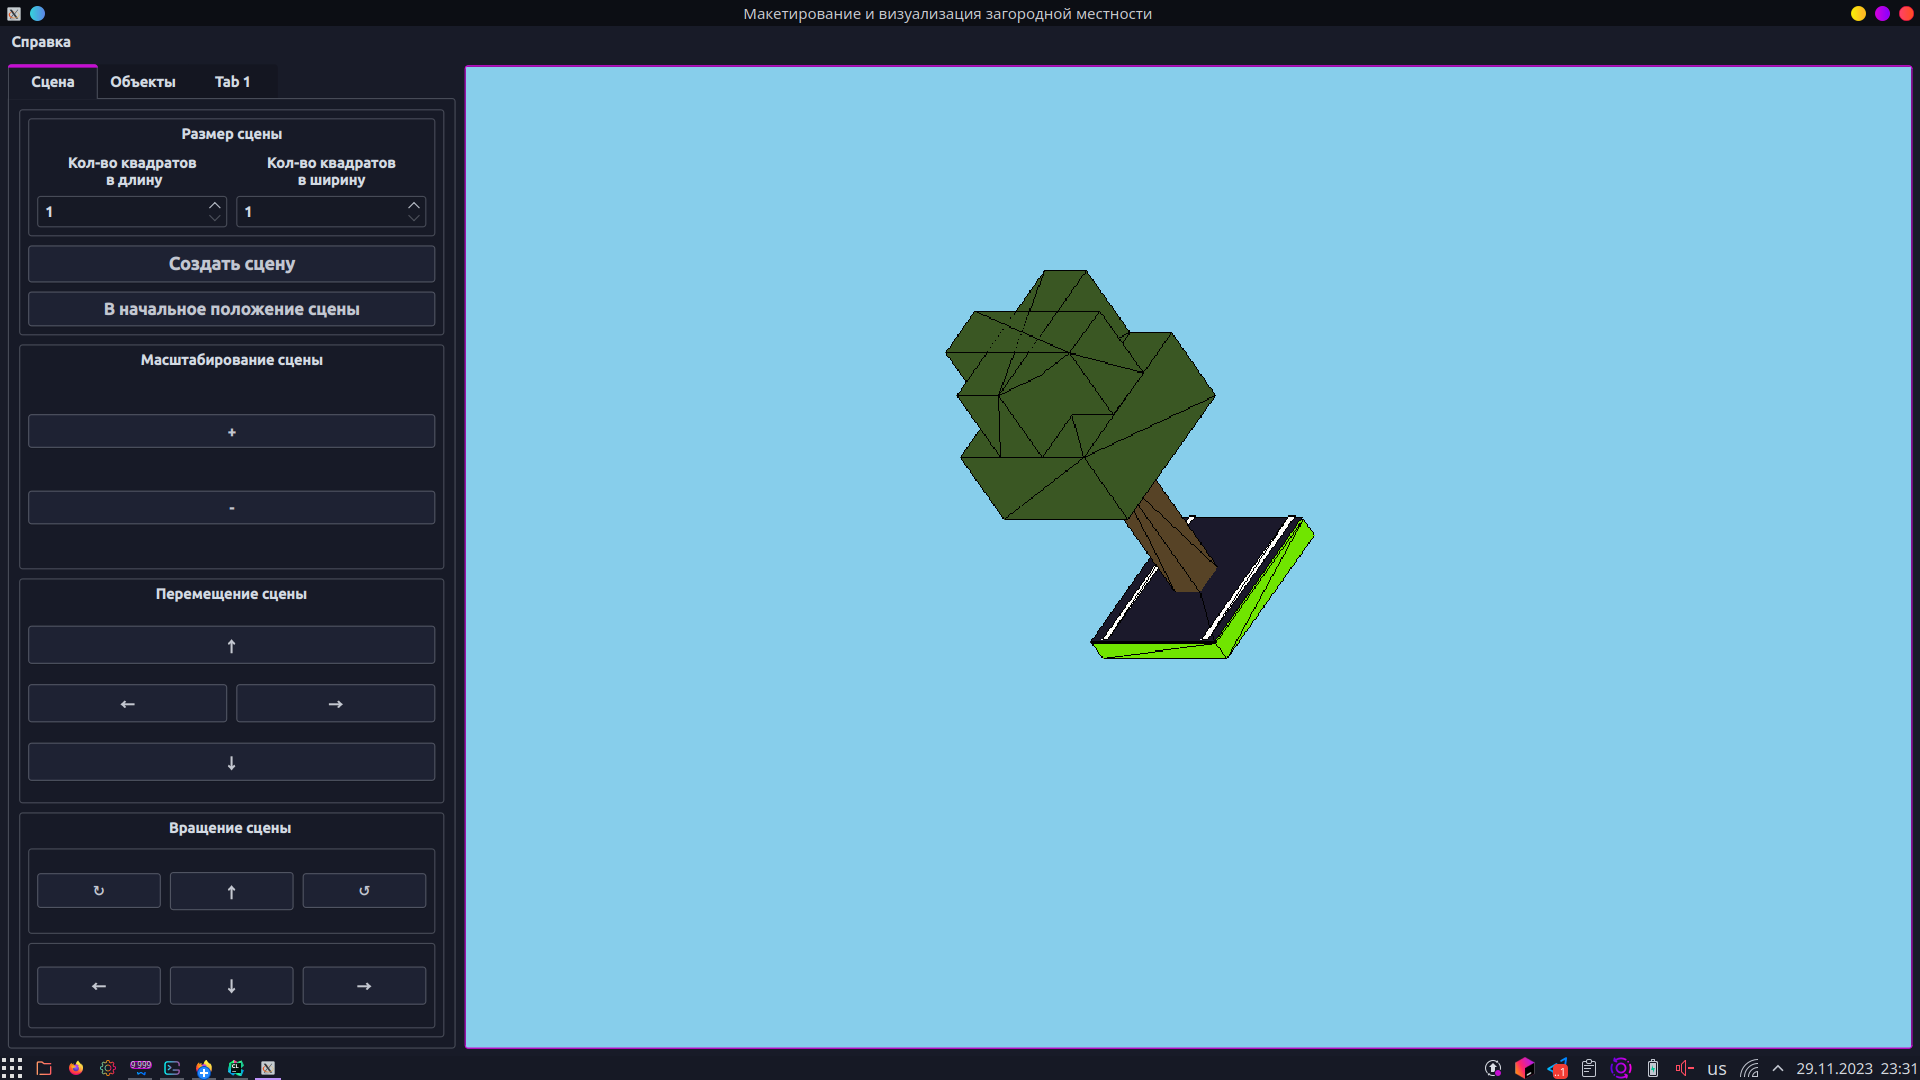 Макетирование и визуализация загородной местности
Справка
Сцена
Объекты
Tab 1
Размер сцены
Кол-во квадратов
в длину
Кол-во квадратов
в ширину
1
1
Создать сцену
В начальное положение сцены
Масштабирование сцены
+
-
Перемещение сцены
↑
← →
↓
Вращение сцены
↻ ↑ ↺
← ↓ →
us
29.11.2023 23:31